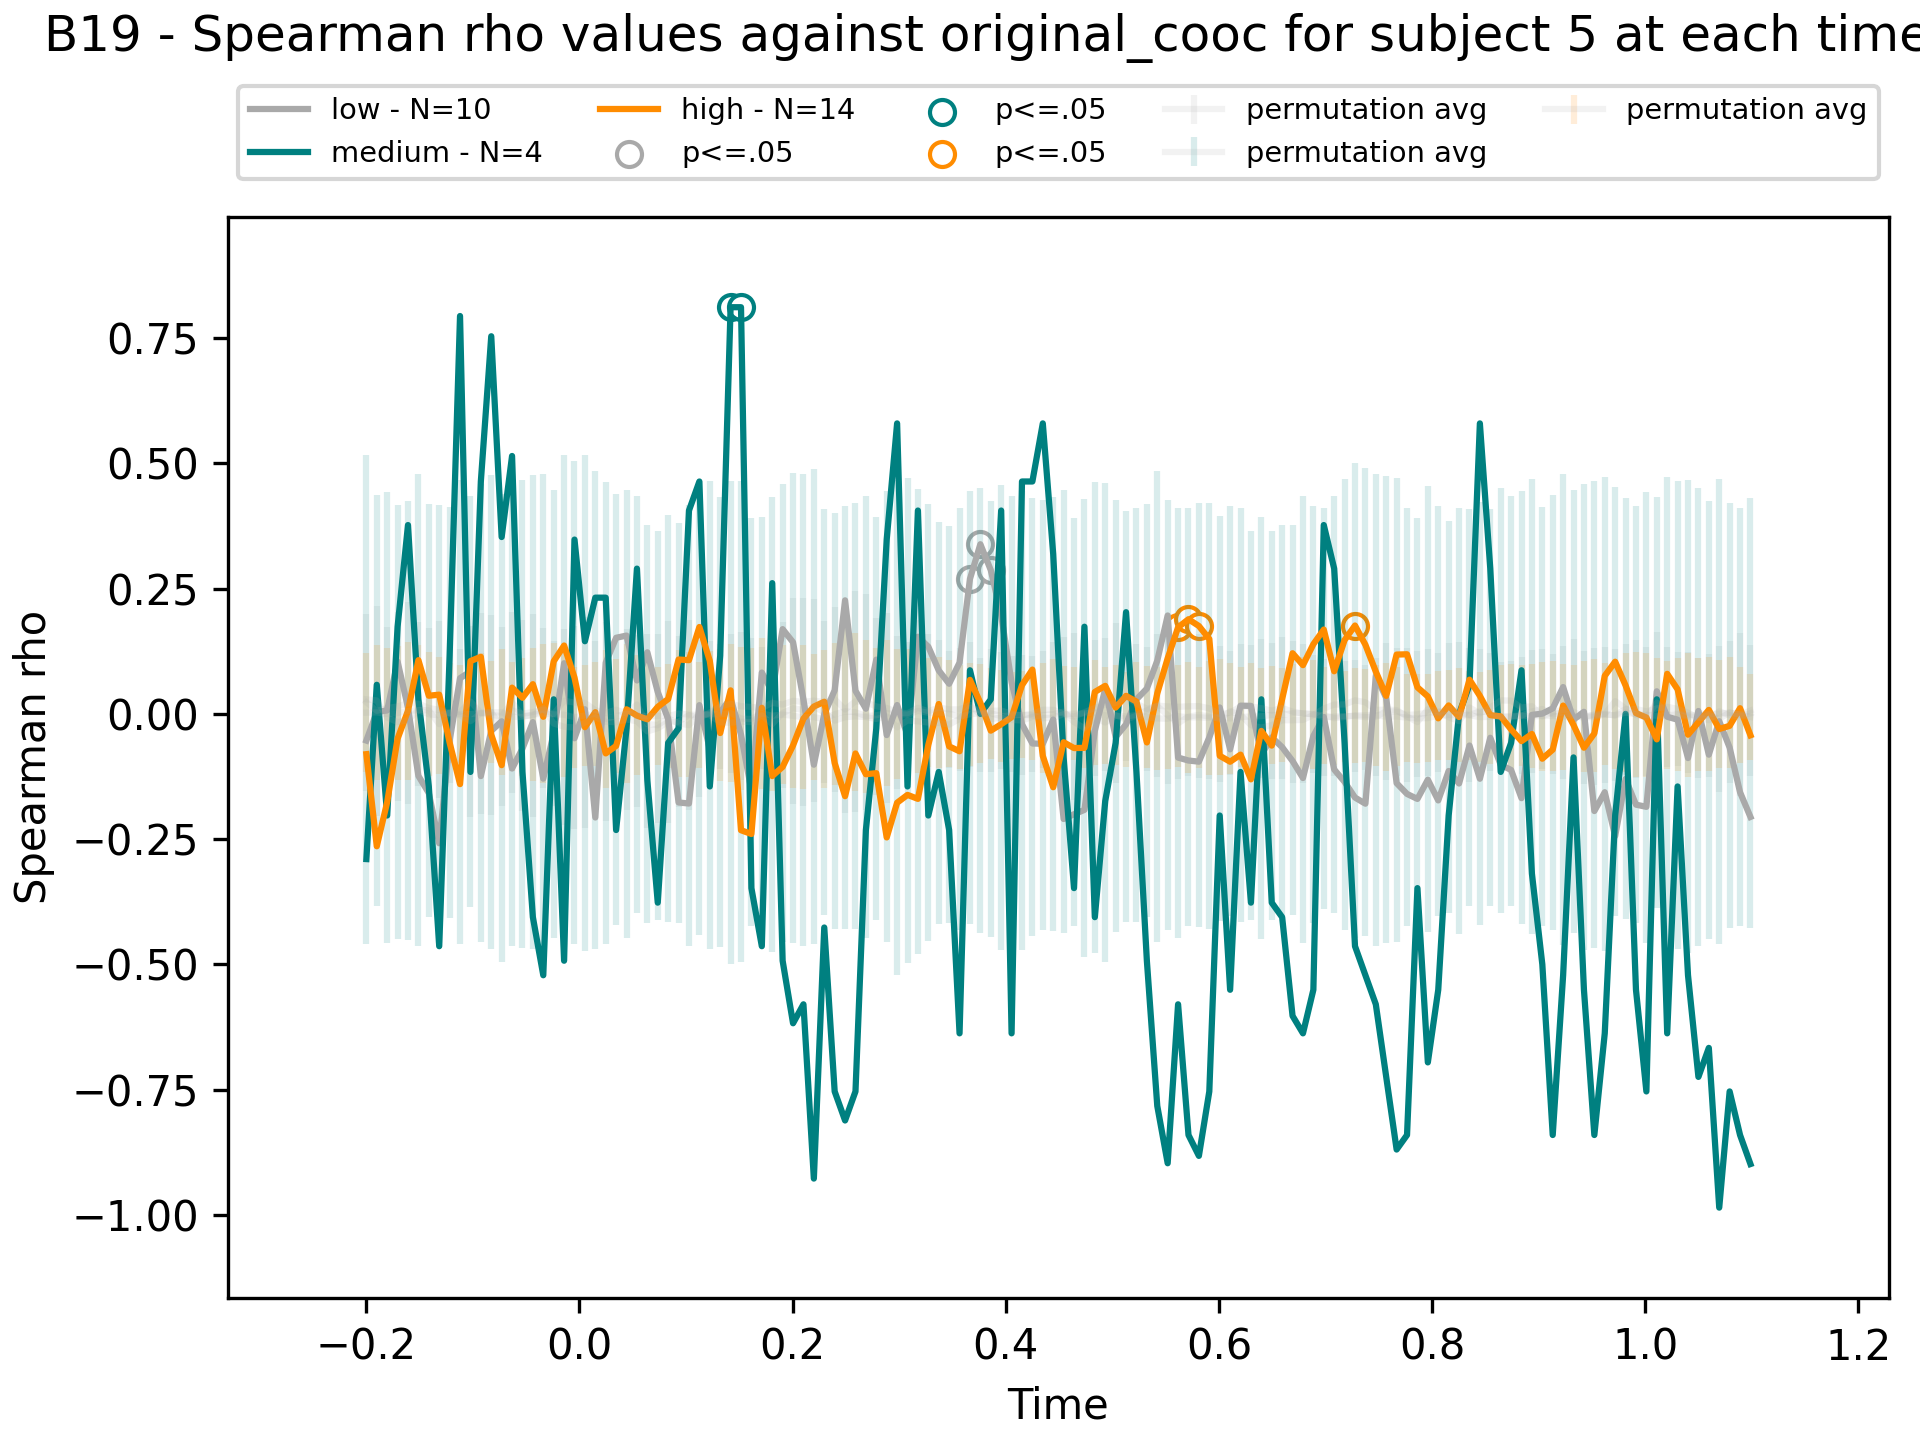 B19 - Spearman rho values against original_cooc for subject 5 at each time
low - N=10
medium - N=4
high - N=14
p<=.05
p<=.05
p<=.05
permutation avg
permutation avg
permutation avg
Spearman rho
0.75
0.50
0.25
0.00
−0.25
−0.50
−0.75
−1.00
−0.2 0.0 0.2 0.4 0.6 0.8 1.0 1.2
Time